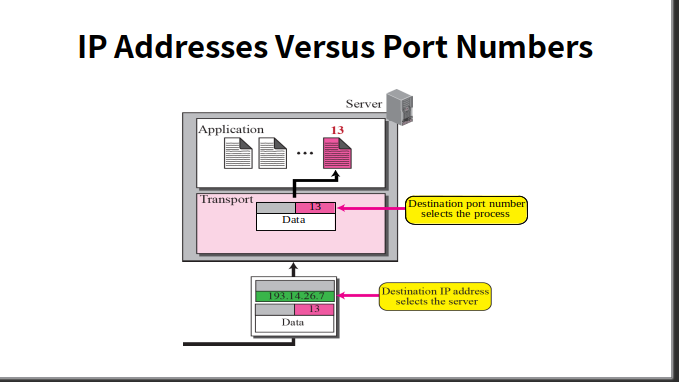 IP Addresses Versus Port Numbers
Server
Application
13
...
Transport
13
Data
Destination port number
selects the process
193.14.26.7
13
Data
Destination IP address
selects the server